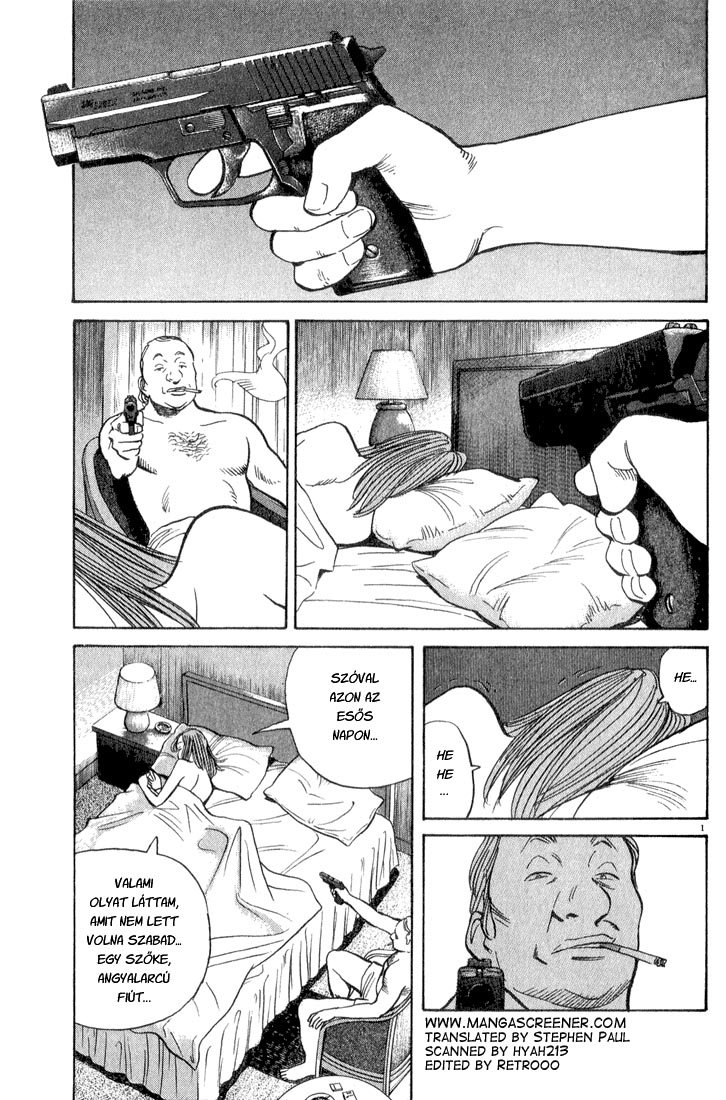 HE...
HE
HE
...
1
SZÓVAL
AZON AZ
ESŐS
NAPON...
VALAMI
OLYAT LÁTTAM,
AMIT NEM LETT
VOLNA SZABAD...
EGY SZŐKE,
ANGYALARCÚ
FIÚT...
WWW.MANGASCREENER.COM
TRANSLATED BY STEPHEN PAUL
SCANNED BY HYAH213
EDITED BY RETROOO